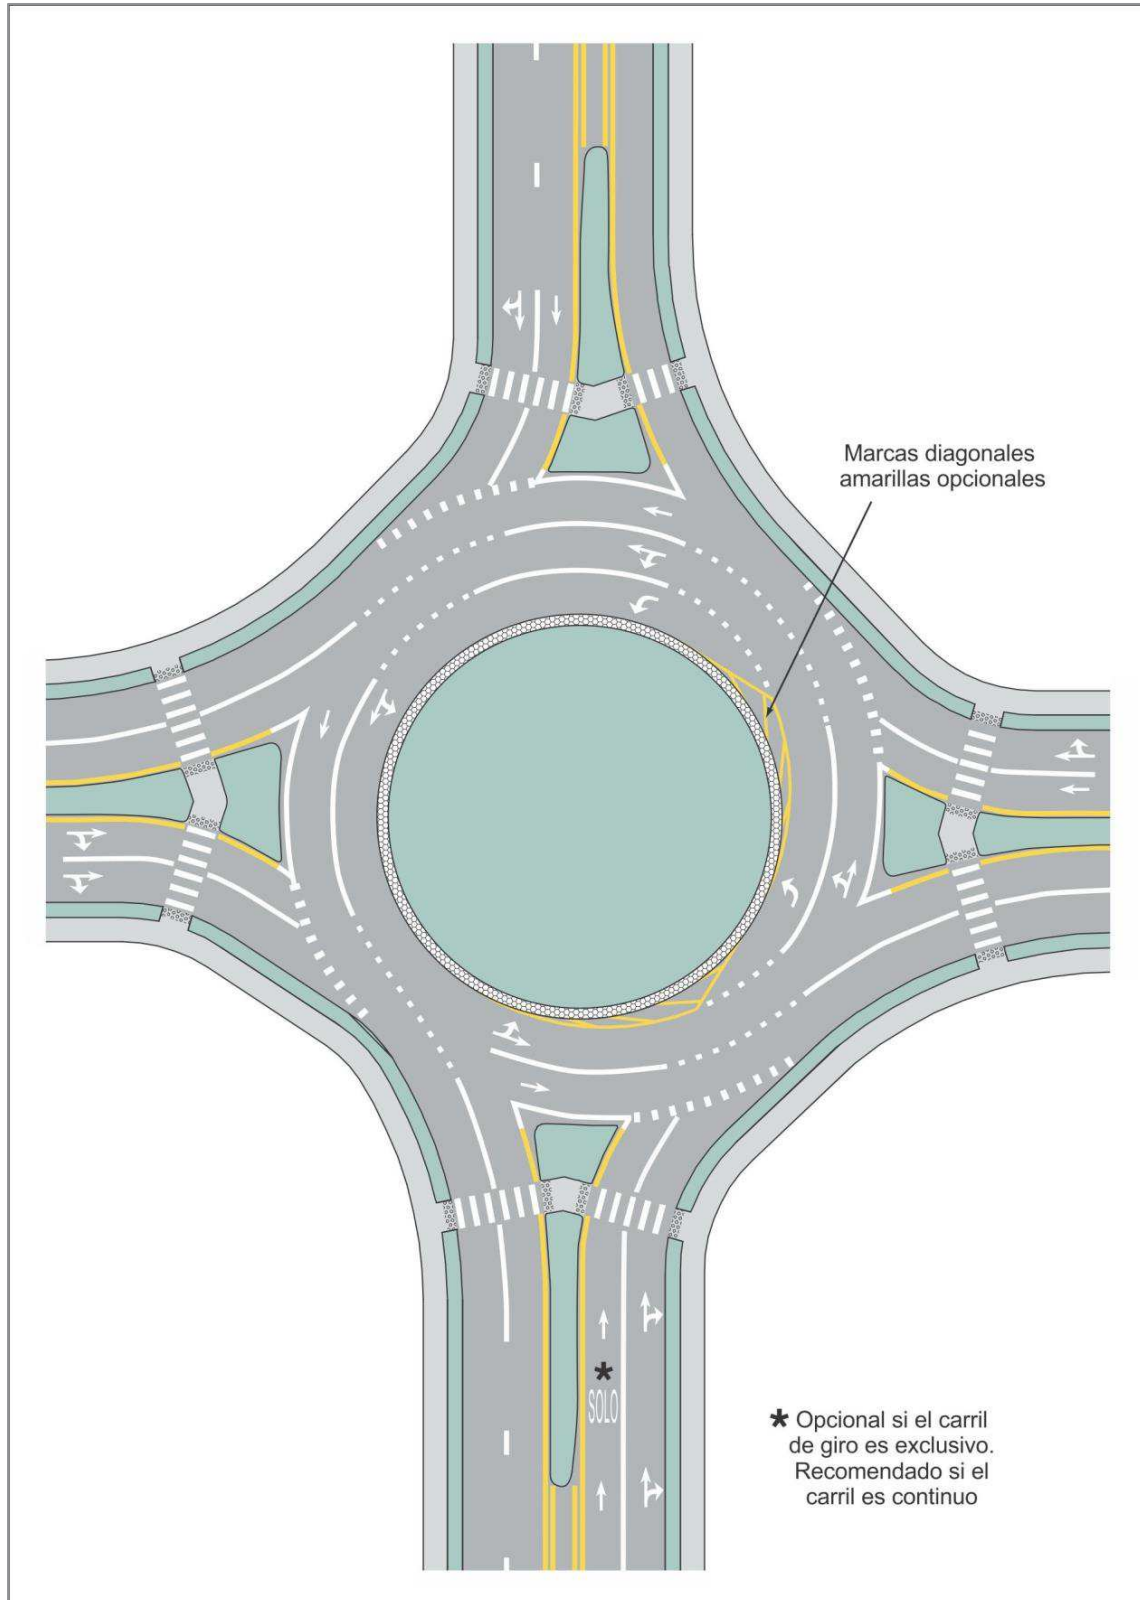 Marcas diagonales
amarillas opcionales
*
SOLO
* Opcional si el carril
de giro es exclusivo.
Recomendado si el
carril es continuo